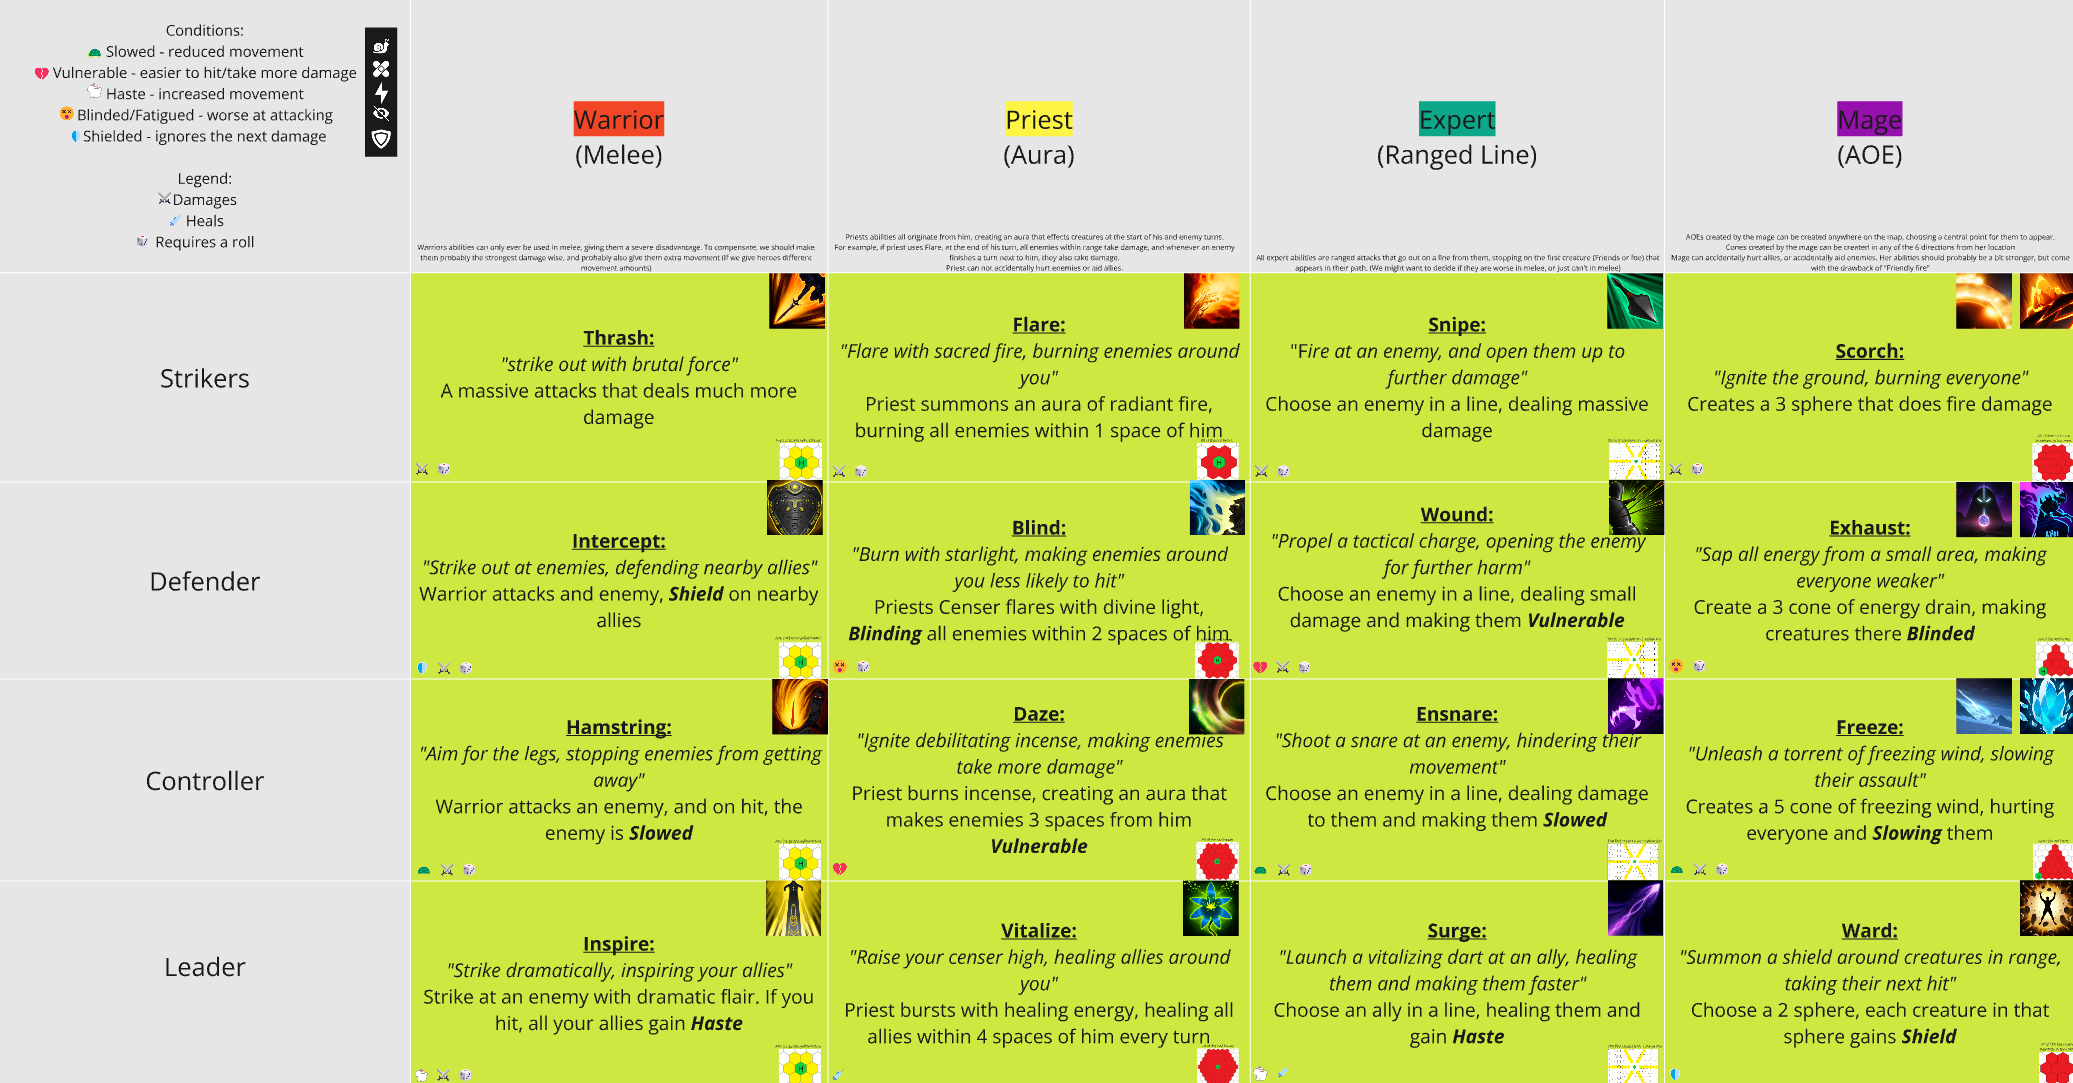 Conditions:
Slowed - reduced movement
Vulnerable - easier to hit/take more damage
Haste - increased movement
Blinded/Fatigued - worse at attacking
Shielded - ignores the next damage
Legend:
Damages
Heals
Requires a roll
Warrior
(Melee)
Warriors abilities can only ever be used in melee, giving them a severe disadvantage. To compensate, we should make
them probably the strongest damage wise, and probably also give them extra movement (If we give heroes different
movement amounts)
Priest
(Aura)
Priests abilities all originate from him, creating an aura that effects creatures at the start of his and enemy turns.
For example, if priest uses Flare, at the end of his turn, all enemies within range take damage, and whenever an enemy
finishes a turn next to him, they also take damage.
Priest can not accidentally hurt enemies or aid allies.
Expert
(Ranged Line)
All expert abilities are ranged attacks that go out on a line from them, stopping on the first creature (Friends or foe) that
appears in their path. (We might want to decide if they are worse in melee, or just can't in melee)
Mage
(AOE)
AOEs created by the mage can be created anywhere on the map, choosing a central point for them to appear.
Cones created by the mage can be created in any of the 6 directions from her location
Mage can accidentally hurt allies, or accidentally aid enemies. Her abilities should probably be a bit stronger, but come
with the drawback of "Friendly fire"
Strikers
Thrash:
"strike out with brutal force"
A massive attacks that deals much more
damage
Flare:
"Flare with sacred fire, burning enemies around
you"
Priest summons an aura of radiant fire,
burning all enemies within 1 space of him
Snipe:
"Fire at an enemy, and open them up to
further damage"
Choose an enemy in a line, dealing massive
damage
Scorch:
"Ignite the ground, burning everyone"
Creates a 3 sphere that does fire damage
Defender
Intercept:
"Strike out at enemies, defending nearby allies"
Warrior attacks and enemy, Shield on nearby
allies
Blind:
"Burn with starlight, making enemies around
you less likely to hit"
Priests Censer flares with divine light,
Blinding all enemies within 2 spaces of him
Wound:
"Propel a tactical charge, opening the enemy
for further harm"
Choose an enemy in a line, dealing small
damage and making them Vulnerable
Exhaust:
"Sap all energy from a small area, making
everyone weaker"
Create a 3 cone of energy drain, making
creatures there Blinded
Controller
Hamstring:
"Aim for the legs, stopping enemies from getting
away"
Warrior attacks an enemy, and on hit, the
enemy is Slowed
Daze:
"Ignite debilitating incense, making enemies
take more damage"
Priest burns incense, creating an aura that
makes enemies 3 spaces from him
Vulnerable
Ensnare:
"Shoot a snare at an enemy, hindering their
movement"
Choose an enemy in a line, dealing damage
to them and making them Slowed
Freeze:
"Unleash a torrent of freezing wind, slowing
their assault"
Creates a 5 cone of freezing wind, hurting
everyone and Slowing them
Leader
Inspire:
"Strike dramatically, inspiring your allies"
Strike at an enemy with dramatic flair. If you
hit, all your allies gain Haste
Vitalize:
"Raise your censer high, healing allies around
you"
Priest bursts with healing energy, healing all
allies within 4 spaces of him every turn
Surge:
"Launch a vitalizing dart at an ally, healing
them and making them faster"
Choose an ally in a line, healing them and
gain Haste
Ward:
"Summon a shield around creatures in range,
taking their next hit"
Choose a 2 sphere, each creature in that
sphere gains Shield